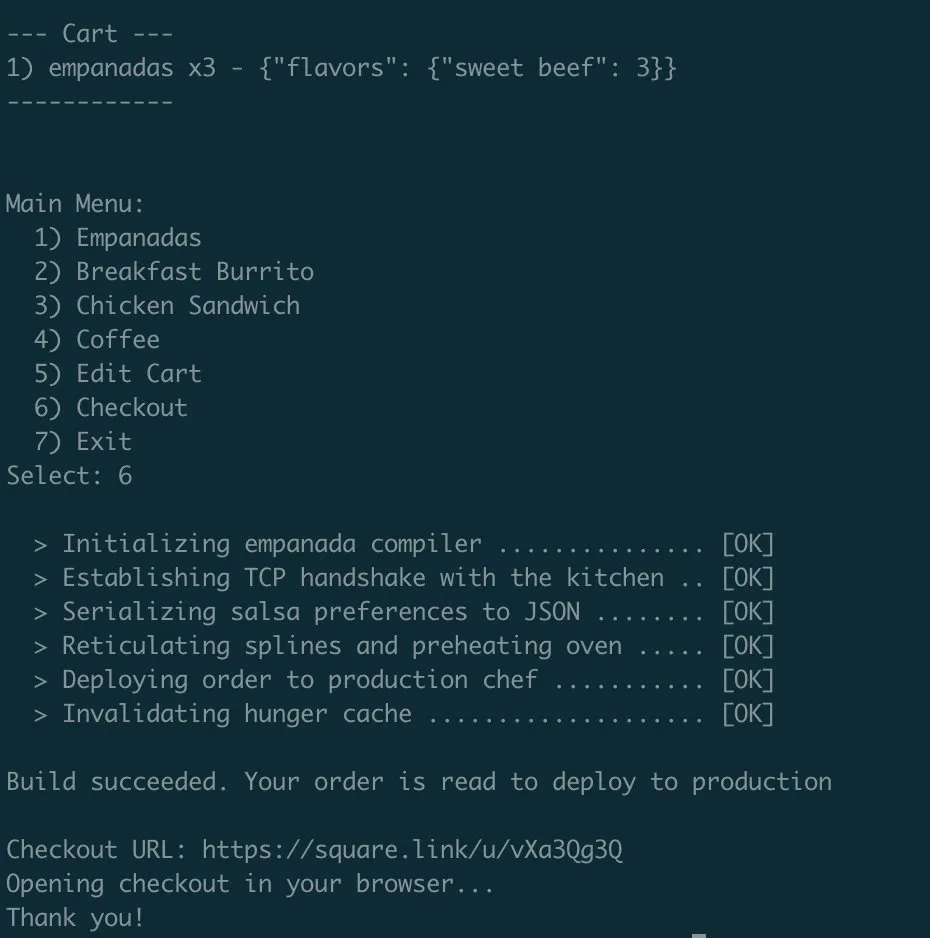 --- Cart ---
1) empanadas x3 - {"flavors": {"sweet beef": 3}}
------------
Main Menu:
1) Empanadas
2) Breakfast Burrito
3) Chicken Sandwich
4) Coffee
5) Edit Cart
6) Checkout
7) Exit
Select: 6
> Initializing empanada compiler ............... [OK]
> Establishing TCP handshake with the kitchen .. [OK]
> Serializing salsa preferences to JSON ........ [OK]
> Reticulating splines and preheating oven ..... [OK]
> Deploying order to production chef ........... [OK]
> Invalidating hunger cache .................... [OK]
Build succeeded. Your order is read to deploy to production
Checkout URL: https://square.link/u/vXa3Qg3Q
Opening checkout in your browser...
Thank you!